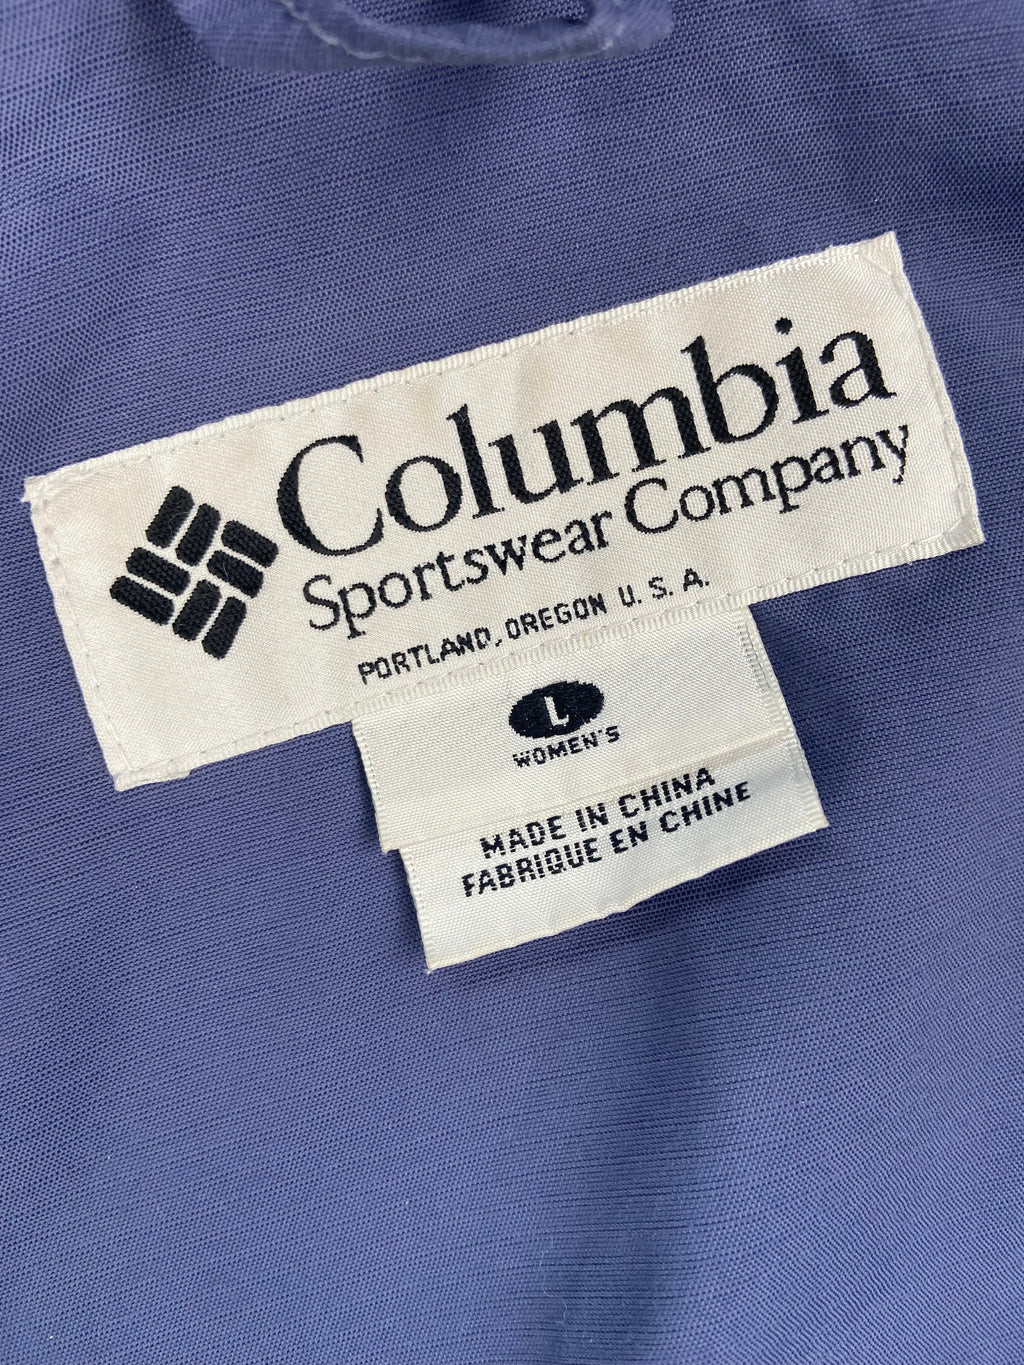 Columbia
Sportswear Company
PORTLAND, OREGON U. S. A.
L
WOMEN'S
MADE IN CHINA
FABRIQUE EN CHINE